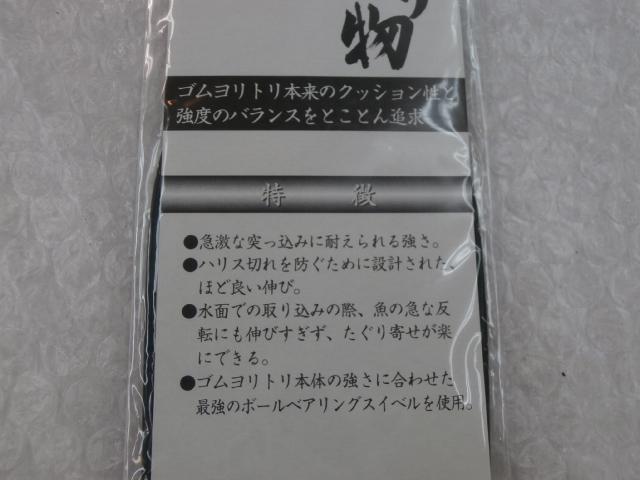 物
ゴムヨリトリ本来のクッション性と
強度のバランスをとことん追求
特 徴
●急激な突っ込みに耐えられる強さ。
●ハリス切れを防ぐために設計された、
ほど良い伸び。
●水面での取り込みの際、魚の急な反
転にも伸びすぎず、たぐり寄せが楽
にできる。
●ゴムヨリトリ本体の強さに合わせた
最強のボールベアリングスイベルを使用。